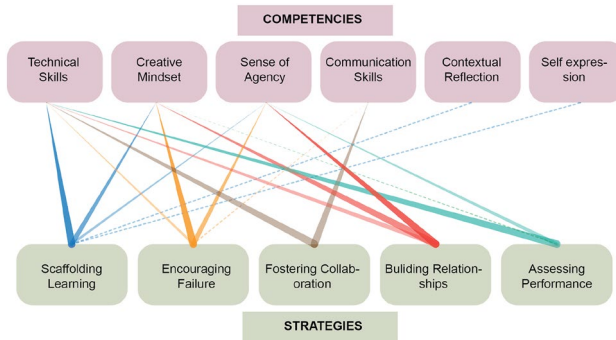 COMPETENCIES
Technical
Skills
Creative
Mindset
Sense of
Agency
Communication
Skills
Contextual
Reflection
Self expres-
sion
Scaffolding
Learning
Encouraging
Failure
Fostering Collab-
oration
Buliding Relation-
ships
Assessing
Performance
STRATEGIES